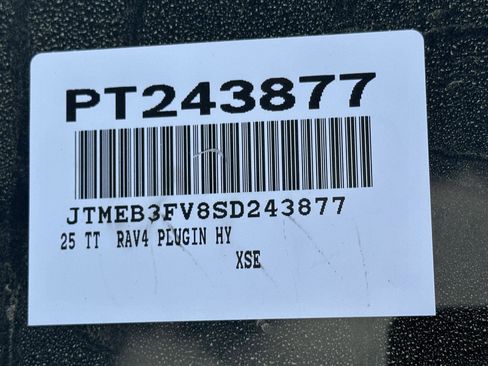 PT243877
JTMEB3FV8SD243877
25 TT RAV4 PLUGIN HY
XSE